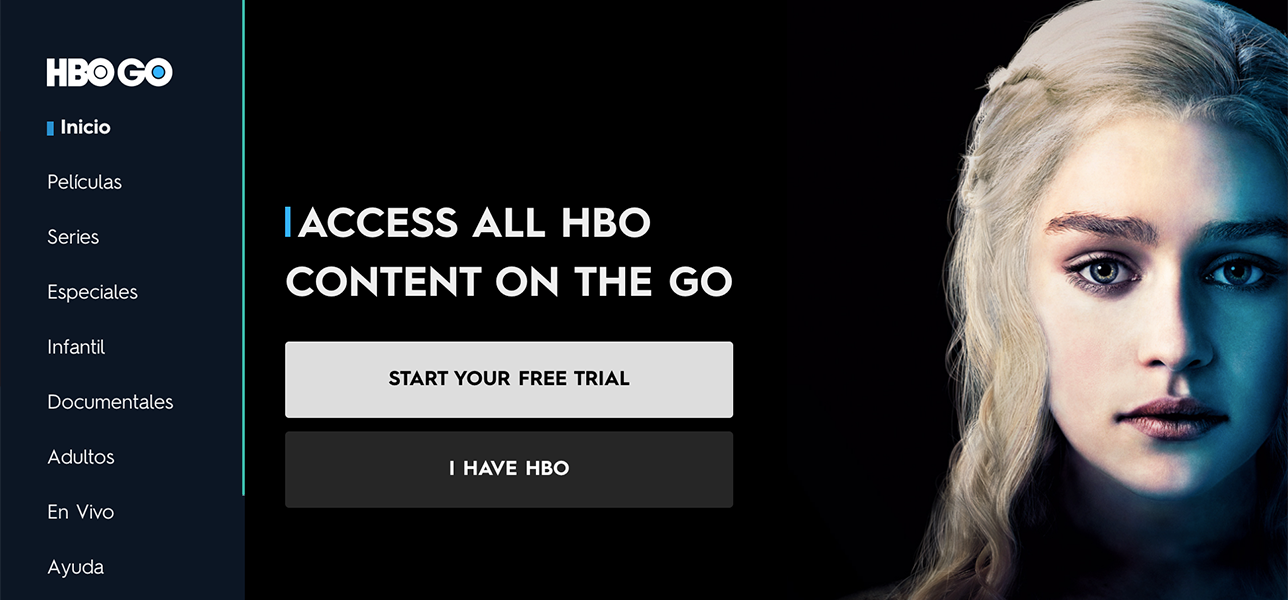 HBO GO
Inicio
Películas
Series
Especiales
Infantil
Documentales
Adultos
En Vivo
Ayuda
ACCESS ALL HBO
CONTENT ON THE GO
START YOUR FREE TRIAL
I HAVE HBO